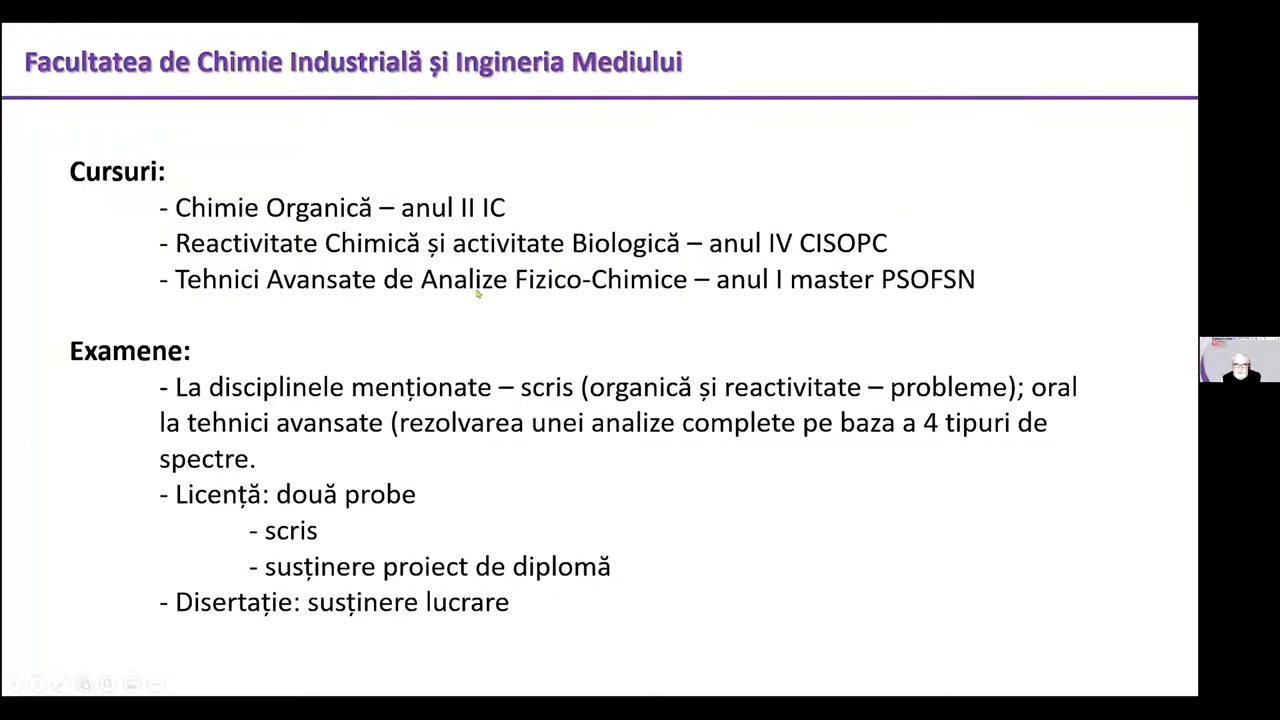 Facultatea de Chimie Industrială și Ingineria Mediului
Cursuri:
- Chimie Organică – anul II IC
- Reactivitate Chimică și activitate Biologică – anul IV CISOPC
- Tehnici Avansate de Analize Fizico-Chimice – anul I master PSOFSN
Examene:
- La disciplinele menționate – scris (organică și reactivitate – probleme); oral
la tehnici avansate (rezolvarea unei analize complete pe baza a 4 tipuri de
spectre.
- Licență: două probe
- scris
- susținere proiect de diplomă
- Disertație: susținere lucrare